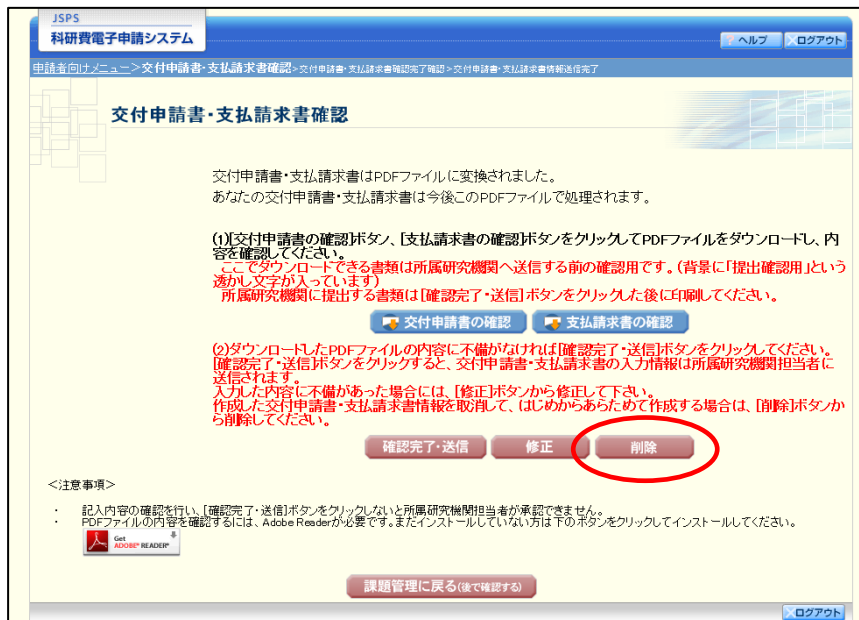 JSPS
科研費電子申請システム
ヘルプ
ログアウト
申請者向けメニュー>交付申請書・支払請求書確認>交付申請書・支払請求書確認完了確認>交付申請書・支払請求書情報送信完了
交付申請書・支払請求書確認
交付申請書・支払請求書はPDFファイルに変換されました。
あなたの交付申請書・支払請求書は今後このPDFファイルで処理されます。
(1)[交付申請書の確認]ボタン、[支払請求書の確認]ボタンをクリックしてPDFファイルをダウンロードし、内
容を確認してください。
ここでダウンロードできる書類は所属研究機関へ送信する前の確認用です。(背景に「提出確認用」という
透かし文字が入っています)
所属研究機関に提出する書類は[確認完了・送信]ボタンをクリックした後に印刷してください。
交付申請書の確認
支払請求書の確認
(2)ダウンロードしたPDFファイルの内容に不備がなければ[確認完了・送信]ボタンをクリックしてください。
[確認完了・送信]ボタンをクリックすると、交付申請書・支払請求書の入力情報は所属研究機関担当者に
送信されます。
入力した内容に不備があった場合には、[修正]ボタンから修正して下さい。
作成した交付申請書・支払請求書情報を取消して、はじめからあらためて作成する場合は、[削除]ボタンか
ら削除してください。
確認完了・送信
修正
削除
<注意事項>
・ 記入内容の確認を行い、[確認完了・送信]ボタンをクリックしないと所属研究機関担当者が承認できません。
・ PDFファイルの内容を確認するには、Adobe Readerが必要です。まだインストールしていない方は下のボタンをクリックしてインストールしてください。
Get
ADOBE® READER®
課題管理に戻る(後で確認する)
ログアウト